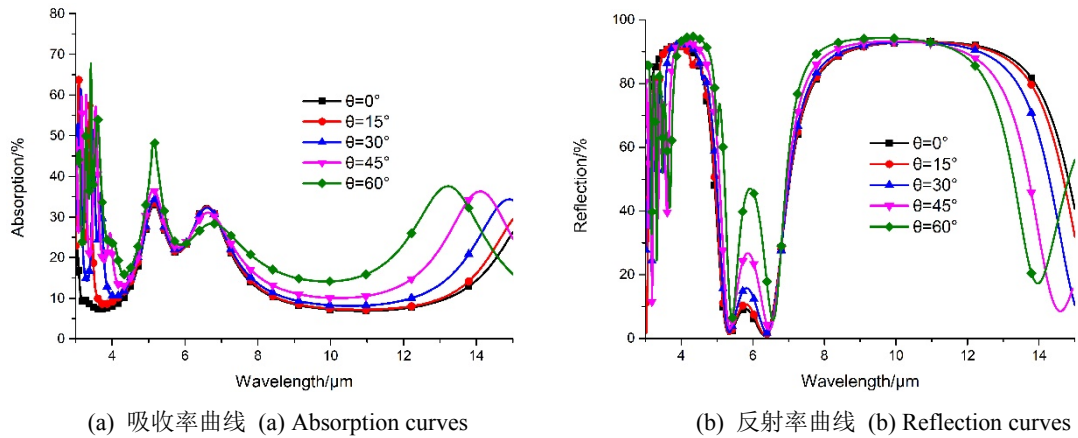 80
70
60
50
40
30
20
10
0
Absorption/%
θ=0°
θ=15°
θ=30°
θ=45°
θ=60°
4 6 8 10 12 14
Wavelength/μm
(a) 吸收率曲线 (a) Absorption curves
100
80
60
40
20
0
Reflection/%
θ=0°
θ=15°
θ=30°
θ=45°
θ=60°
4 6 8 10 12 14
Wavelength/μm
(b) 反射率曲线 (b) Reflection curves